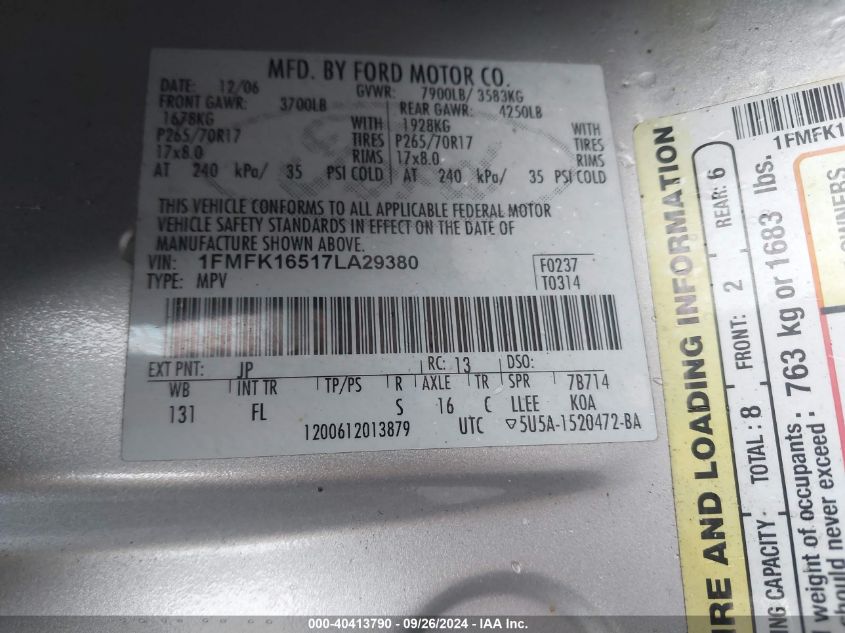 MFD. BY FORD MOTOR CO.
DATE: 12/06 GVWR: 7900LB/ 3583KG
FRONT GAWR: 3700LB REAR GAWR: 4250LB
1678KG WITH 1928KG WITH
P265/70R17 TIRES P265/70R17 TIRES
17x8.0 RIMS 17x8.0 RIMS
AT 240 kPa/ 35 PSI COLD AT 240 kPa/ 35 PSI COLD
THIS VEHICLE CONFORMS TO ALL APPLICABLE FEDERAL MOTOR
VEHICLE SAFETY STANDARDS IN EFFECT ON THE DATE OF
MANUFACTURE SHOWN ABOVE.
VIN: 1FMFK16517LA29380 F0237
TYPE: MPV T0314
EXT PNT: JP RC: 13 DSO:
WB INT TR TP/PS R AXLE TR SPR 7B714
131 FL S 16 C LLEE KOA
1200612013879 UTC ▽5U5A-1520472-BA
1FMFK1
IRE AND LOADING INFORMATION
ING CAPACITY TOTAL: 8 FRONT: 2 REAR: 6
weight of occupants : 763 kg or 1683 lbs.
should never exceed :
OWNERS
000-40413790 - 09/26/2024 - IAA Inc.